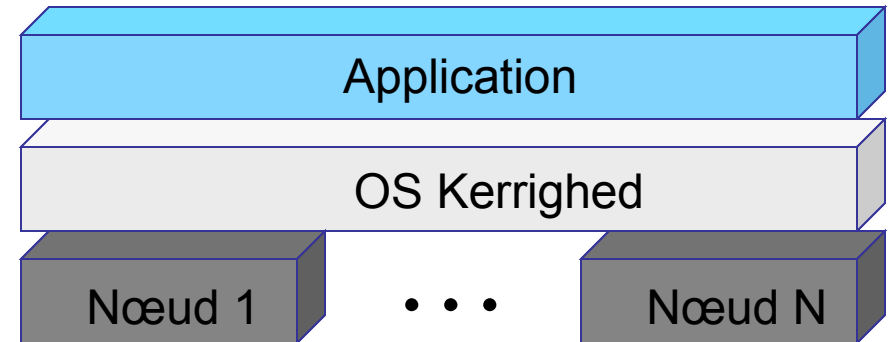 Application
OS Kerrighed
Nœud 1 • • • Nœud N